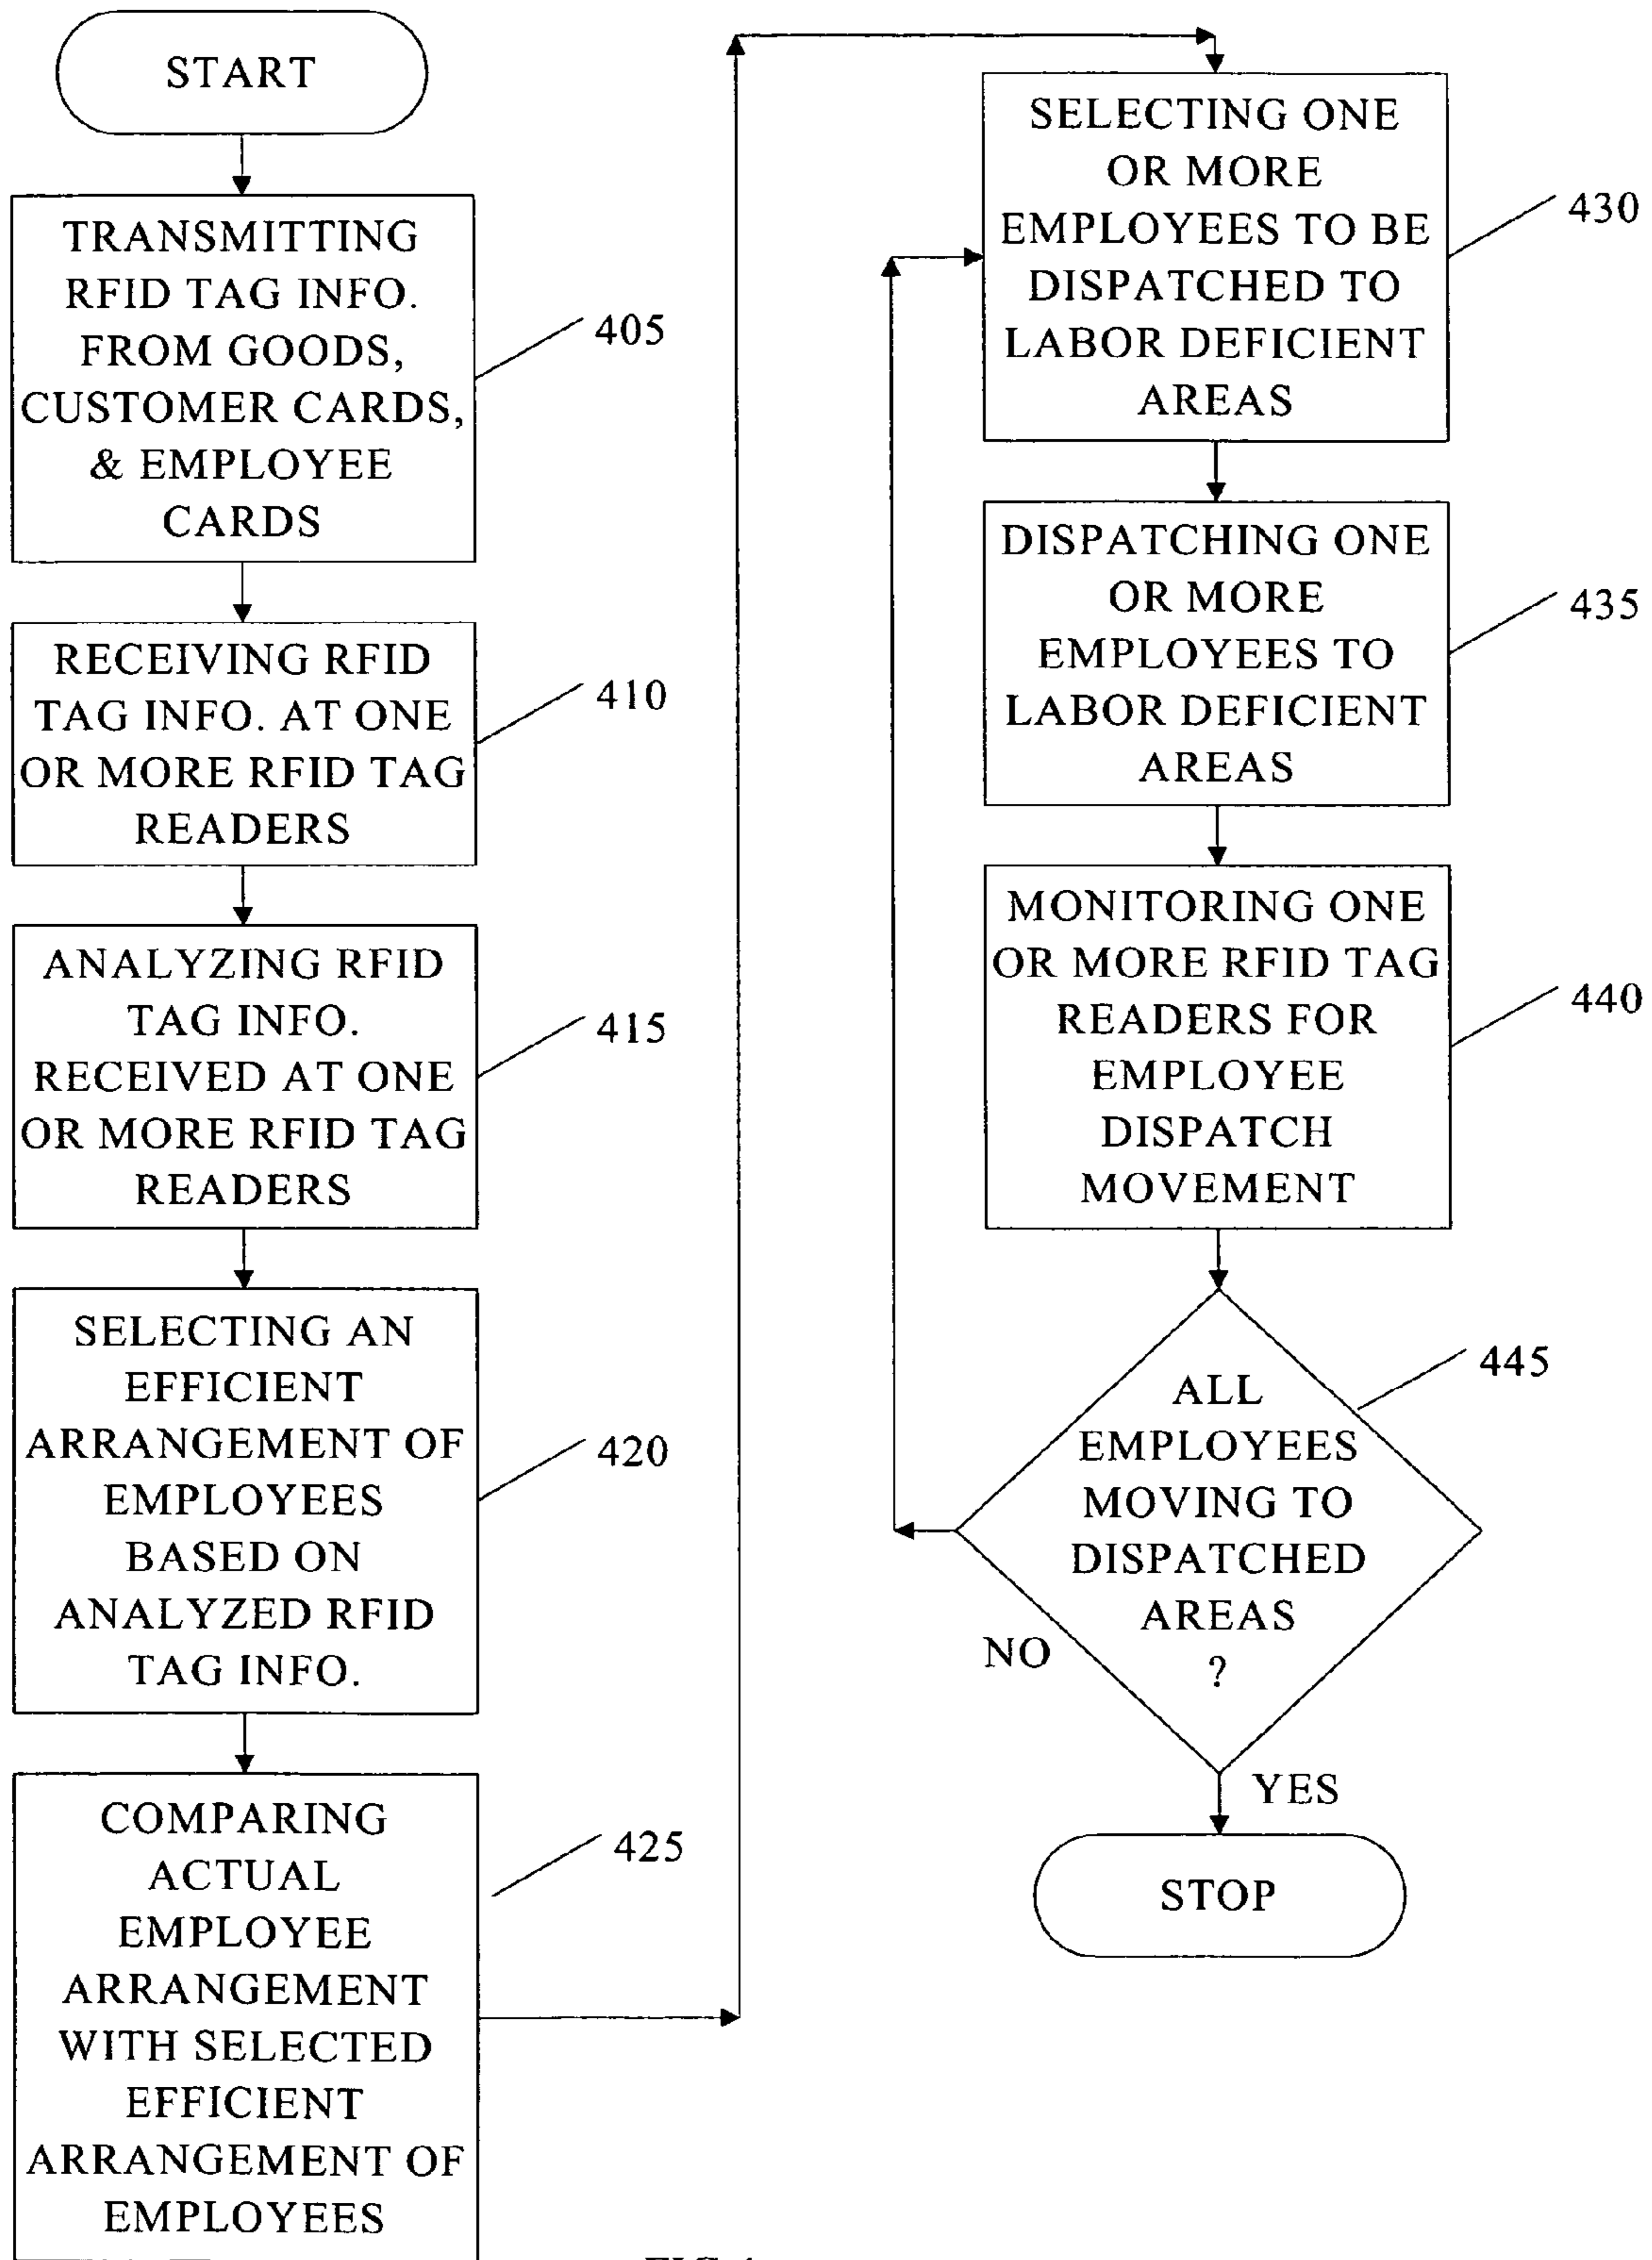 START
TRANSMITTING
RFID TAG INFO.
FROM GOODS,
CUSTOMER CARDS,
& EMPLOYEE
CARDS
405
RECEIVING RFID
TAG INFO. AT ONE
OR MORE RFID TAG
READERS
410
ANALYZING RFID
TAG INFO.
RECEIVED AT ONE
OR MORE RFID TAG
READERS
415
SELECTING AN
EFFICIENT
ARRANGEMENT OF
EMPLOYEES
BASED ON
ANALYZED RFID
TAG INFO.
420
COMPARING
ACTUAL
EMPLOYEE
ARRANGEMENT
WITH SELECTED
EFFICIENT
ARRANGEMENT OF
EMPLOYEES
425
SELECTING ONE
OR MORE
EMPLOYEES TO BE
DISPATCHED TO
LABOR DEFICIENT
AREAS
430
DISPATCHING ONE
OR MORE
EMPLOYEES TO
LABOR DEFICIENT
AREAS
435
MONITORING ONE
OR MORE RFID TAG
READERS FOR
EMPLOYEE
DISPATCH
MOVEMENT
440
ALL
EMPLOYEES
MOVING TO
DISPATCHED
AREAS
?
445
NO
YES
STOP